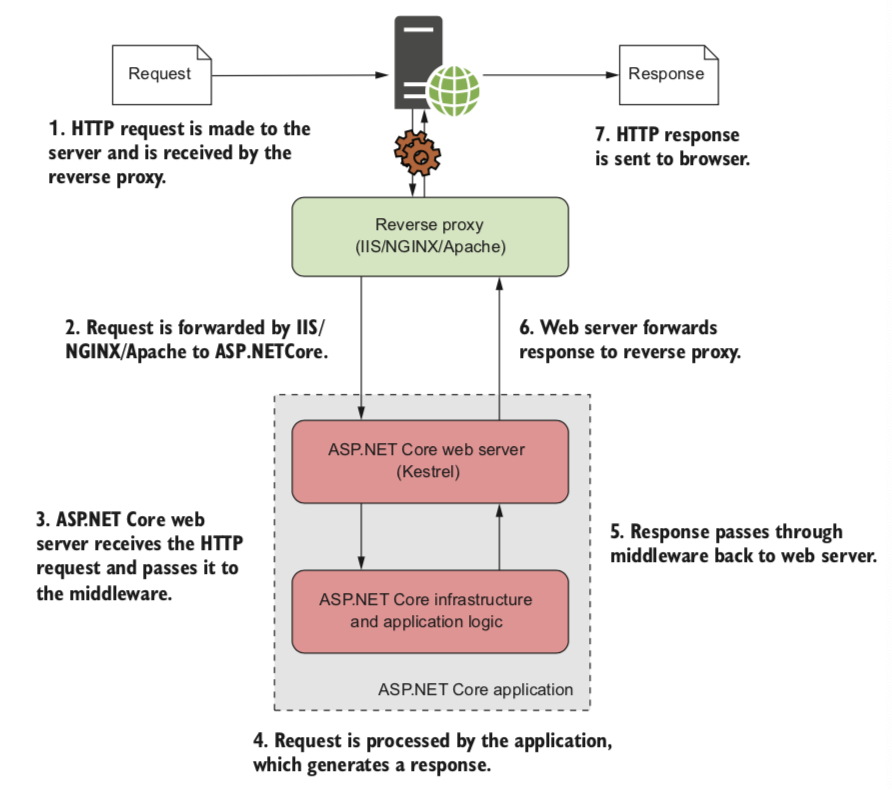 Request
Response
1. HTTP request is made to the
server and is received by the
reverse proxy.
7. HTTP response
is sent to browser.
Reverse proxy
(IIS/NGINX/Apache)
2. Request is forwarded by IIS/
NGINX/Apache to ASP.NETCore.
6. Web server forwards
response to reverse proxy.
ASP.NET Core web server
(Kestrel)
3. ASP.NET Core web
server receives the HTTP
request and passes it to
the middleware.
5. Response passes through
middleware back to web server.
ASP.NET Core infrastructure
and application logic
ASP.NET Core application
4. Request is processed by the application,
which generates a response.